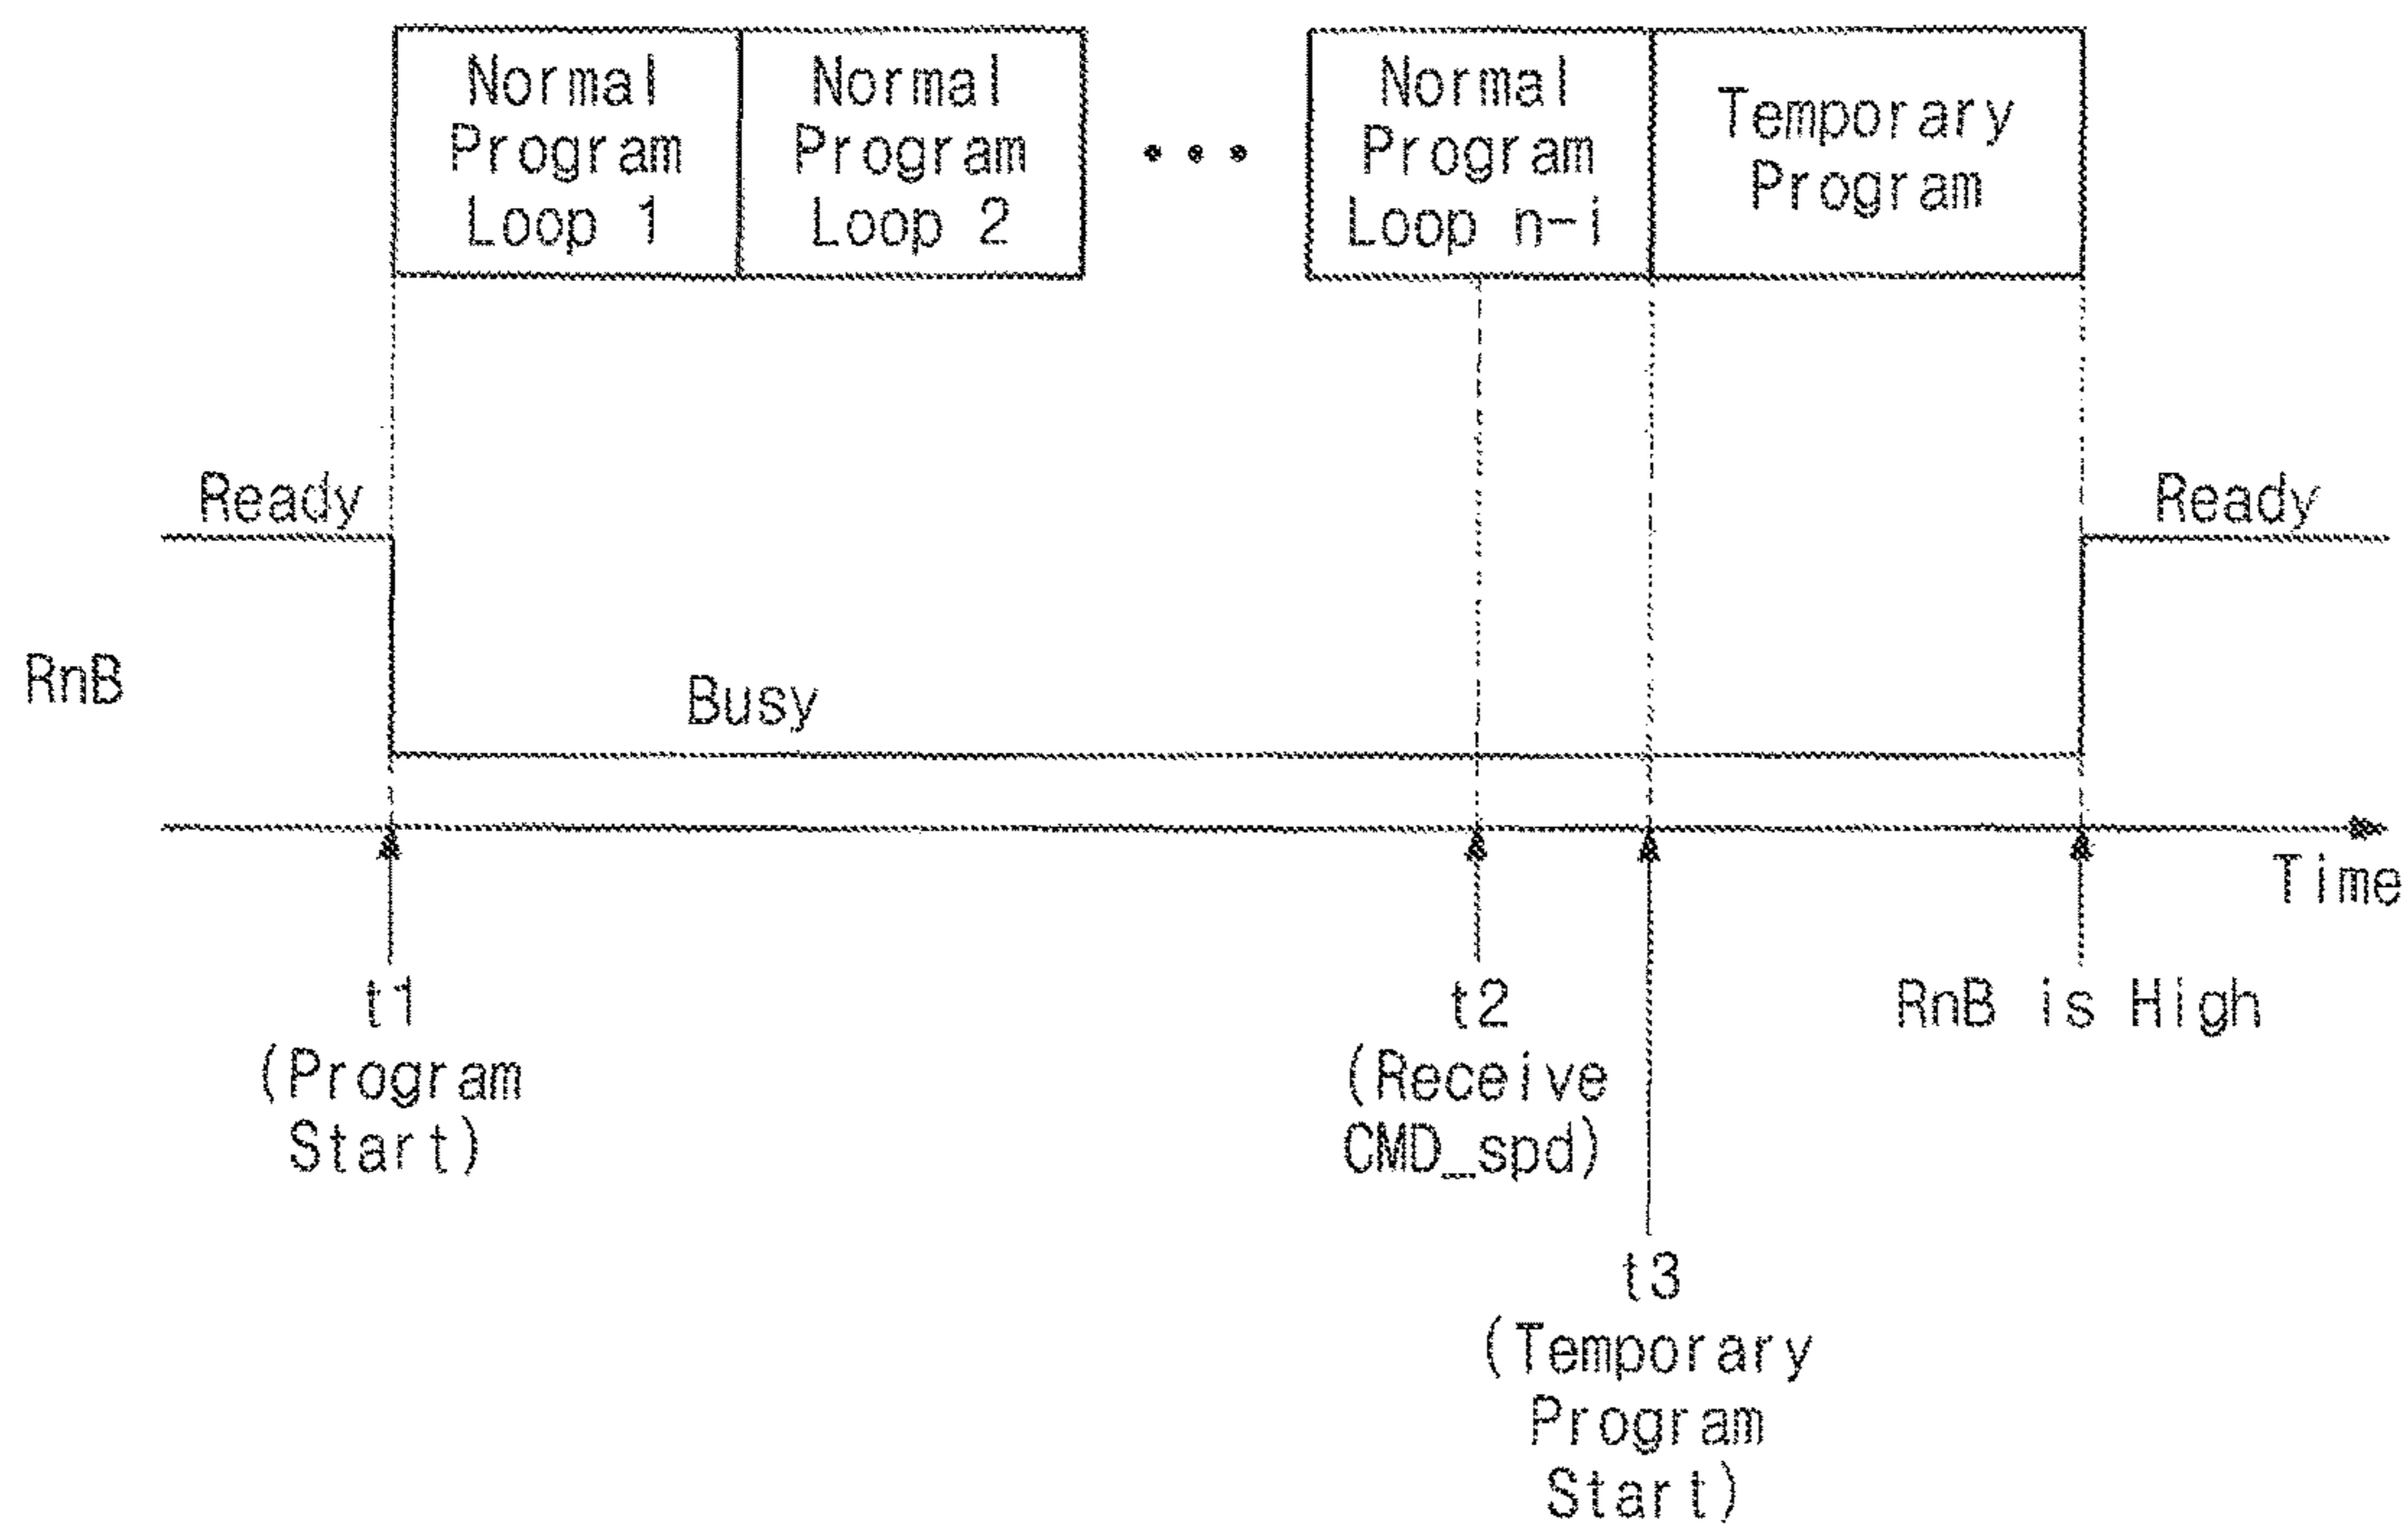 Normal
Program
Loop 1
Normal
Program
Loop 2
Normal
Program
Loop n-i
Temporary
Program
Ready
Ready
RnB
Busy
Time
t1
(Program
Start)
t2
(Receive
CMD_spd)
RnB is High
t3
(Temporary
Program
Start)